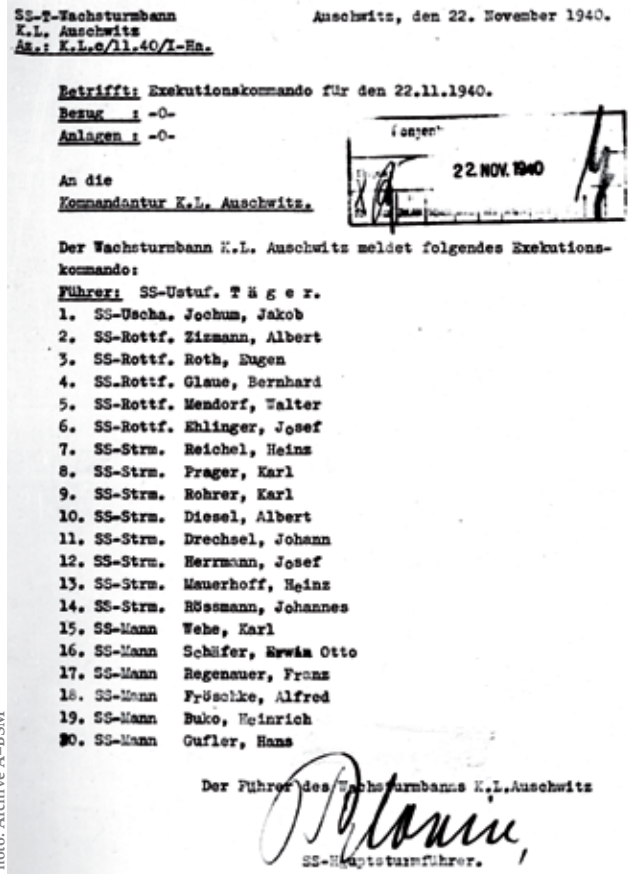 SS-T-Wachsturmbann
Auschwitz, den 22. November 1940.
K.L. Auschwitz
Az.: K.L.c/11.40/I-Ha.
Betrifft: Exekutionskommando für den 22.11.1940.
Bezug : -0-
Anlagen : -0-
22. NOV. 1940
An die
Kommandantur K.L. Auschwitz.
Der Wachsturmbann K.L. Auschwitz meldet folgendes Exekutions-
kommando:
Führer: SS-Ustuf. T ä g e r.
1. SS-Uscha. Jochum, Jakob
2. SS-Rottf. Zizmann, Albert
3. SS-Rottf. Roth, Eugen
4. SS.Rottf. Glaue, Bernhard
5. SS-Rottf. Mendorf, Walter
6. SS-Rottf. Ehlinger, Josef
7. SS-Strm. Reichel, Heinz
8. SS-Strm. Prager, Karl
9. SS-Strm. Rohrer, Karl
10. SS-Strm. Diesel, Albert
11. SS-Strm. Drechsel, Johann
12. SS-Strm. Herrmann, Josef
13. SS-Strm. Mauerhoff, Heinz
14. SS-Strm. Rössmann, Johannes
15. SS-Mann Wehe, Karl
16. SS-Mann Schäfer, Erwin Otto
17. SS-Mann Regenauer, Franz
18. SS-Mann Fröschke, Alfred
19. SS-Mann Buko, Heinrich
20. SS-Mann Gufler, Hans
Der Führer des Wachsturmbanns K.L.Auschwitz
SS-Hauptsturmführer.
Archive A-BSM